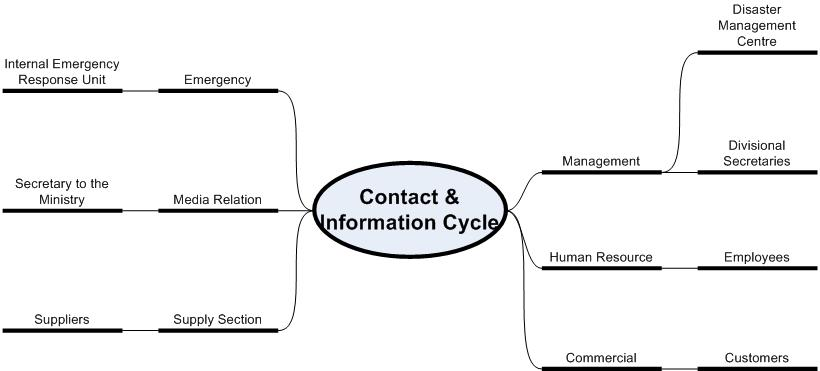 Disaster
Management
Centre
Internal Emergency
Response Unit
Emergency
Management
Divisional
Secretaries
Secretary to the
Ministry
Media Relation
Contact &
Information Cycle
Human Resource
Employees
Suppliers
Supply Section
Commercial
Customers